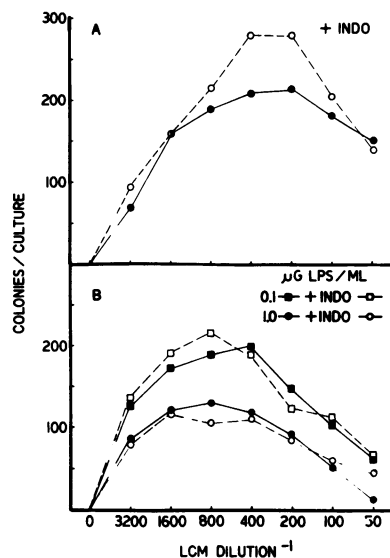 A
+ INDO
300
200
100
COLONIES / CULTURE
µG LPS/ML
0.1 + INDO
1.0 + INDO
B
200
100
0 3200 1600 800 400 200 100 50
LCM DILUTION⁻¹